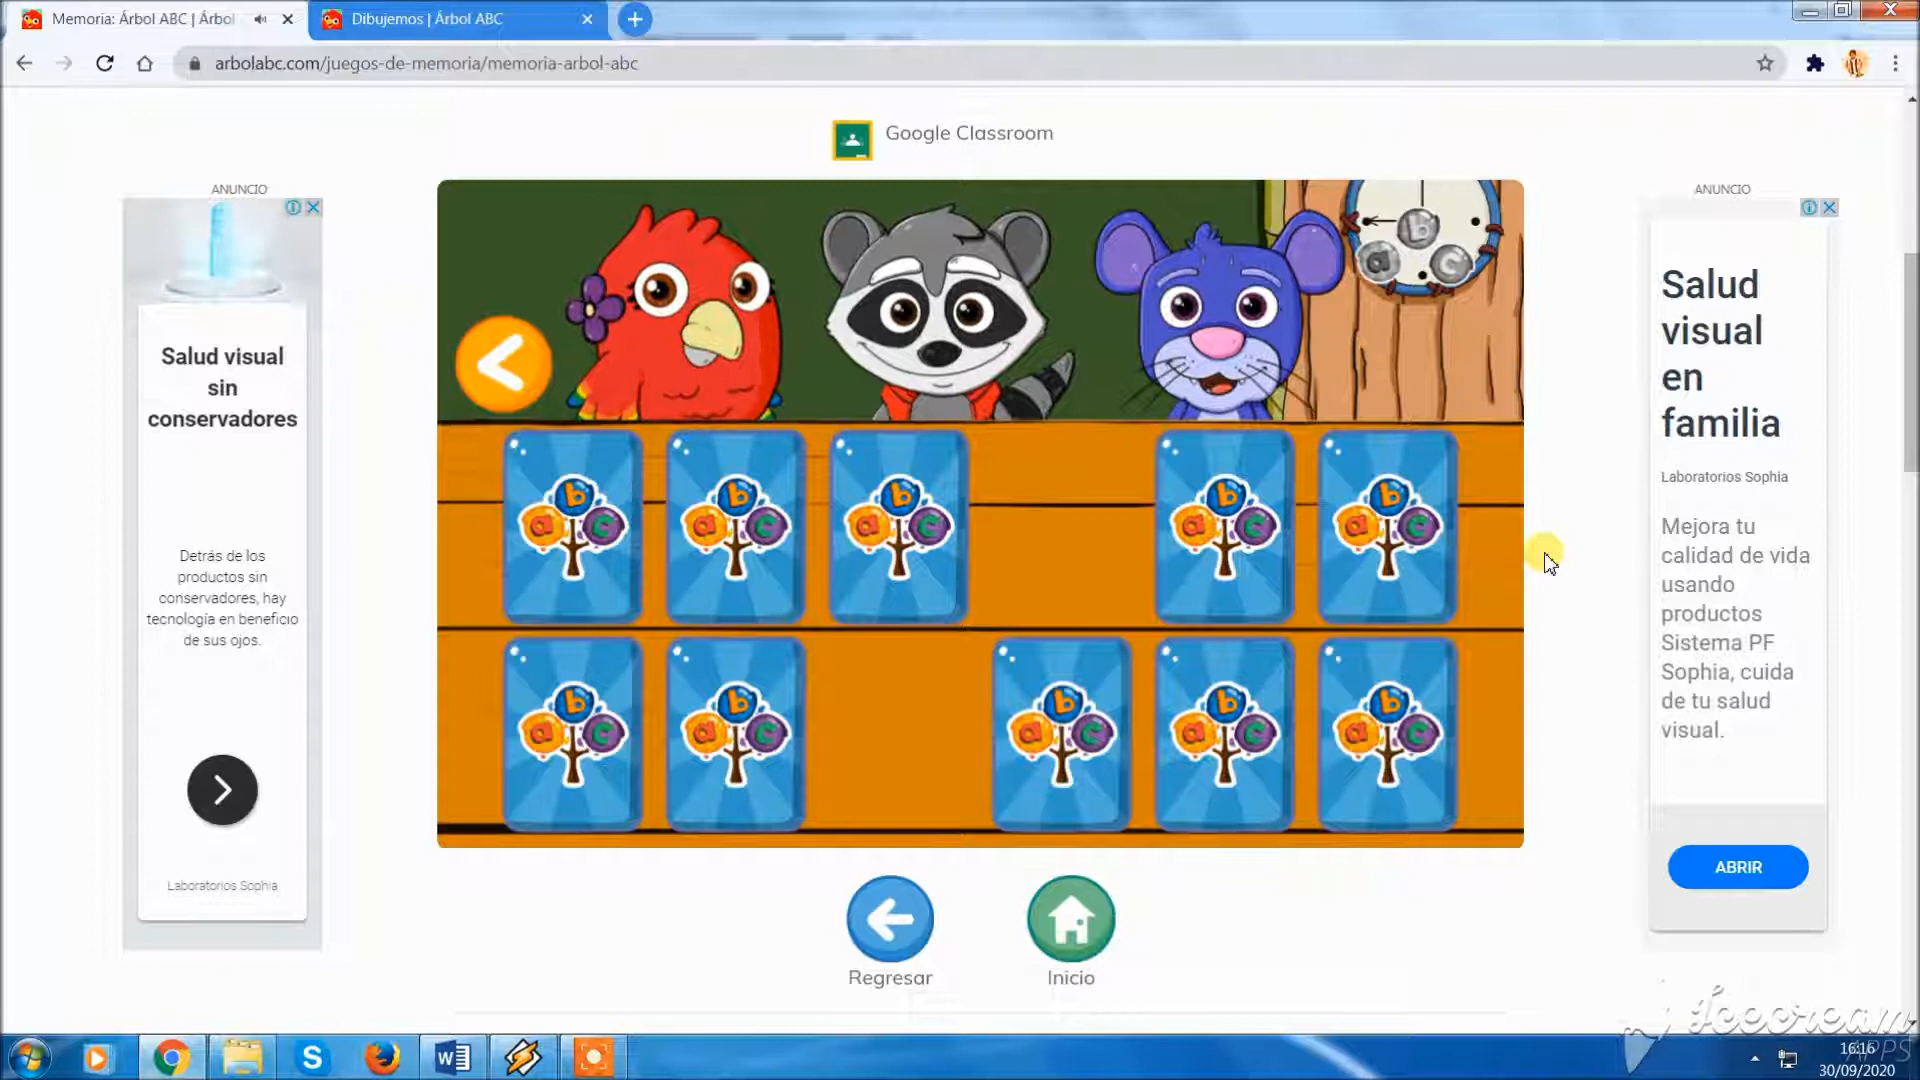 Memoria: Árbol ABC | Árbol
Dibujemos | Árbol ABC
arbolabc.com/juegos-de-memoria/memoria-arbol-abc
Google Classroom
ANUNCIO
Salud visual
sin
conservadores
Detrás de los
productos sin
conservadores, hay
tecnología en beneficio
de sus ojos.
Laboratorios Sophia
b
a c
a b c
a b c
a b c
a b c
a b c
a b c
a b c
a b c
a b c
a b c
ANUNCIO
Salud
visual
en
familia
Laboratorios Sophia
Mejora tu
calidad de vida
usando
productos
Sistema PF
Sophia, cuida
de tu salud
visual.
ABRIR
Regresar
Inicio
Icecream
APPS
16:16
30/09/2020